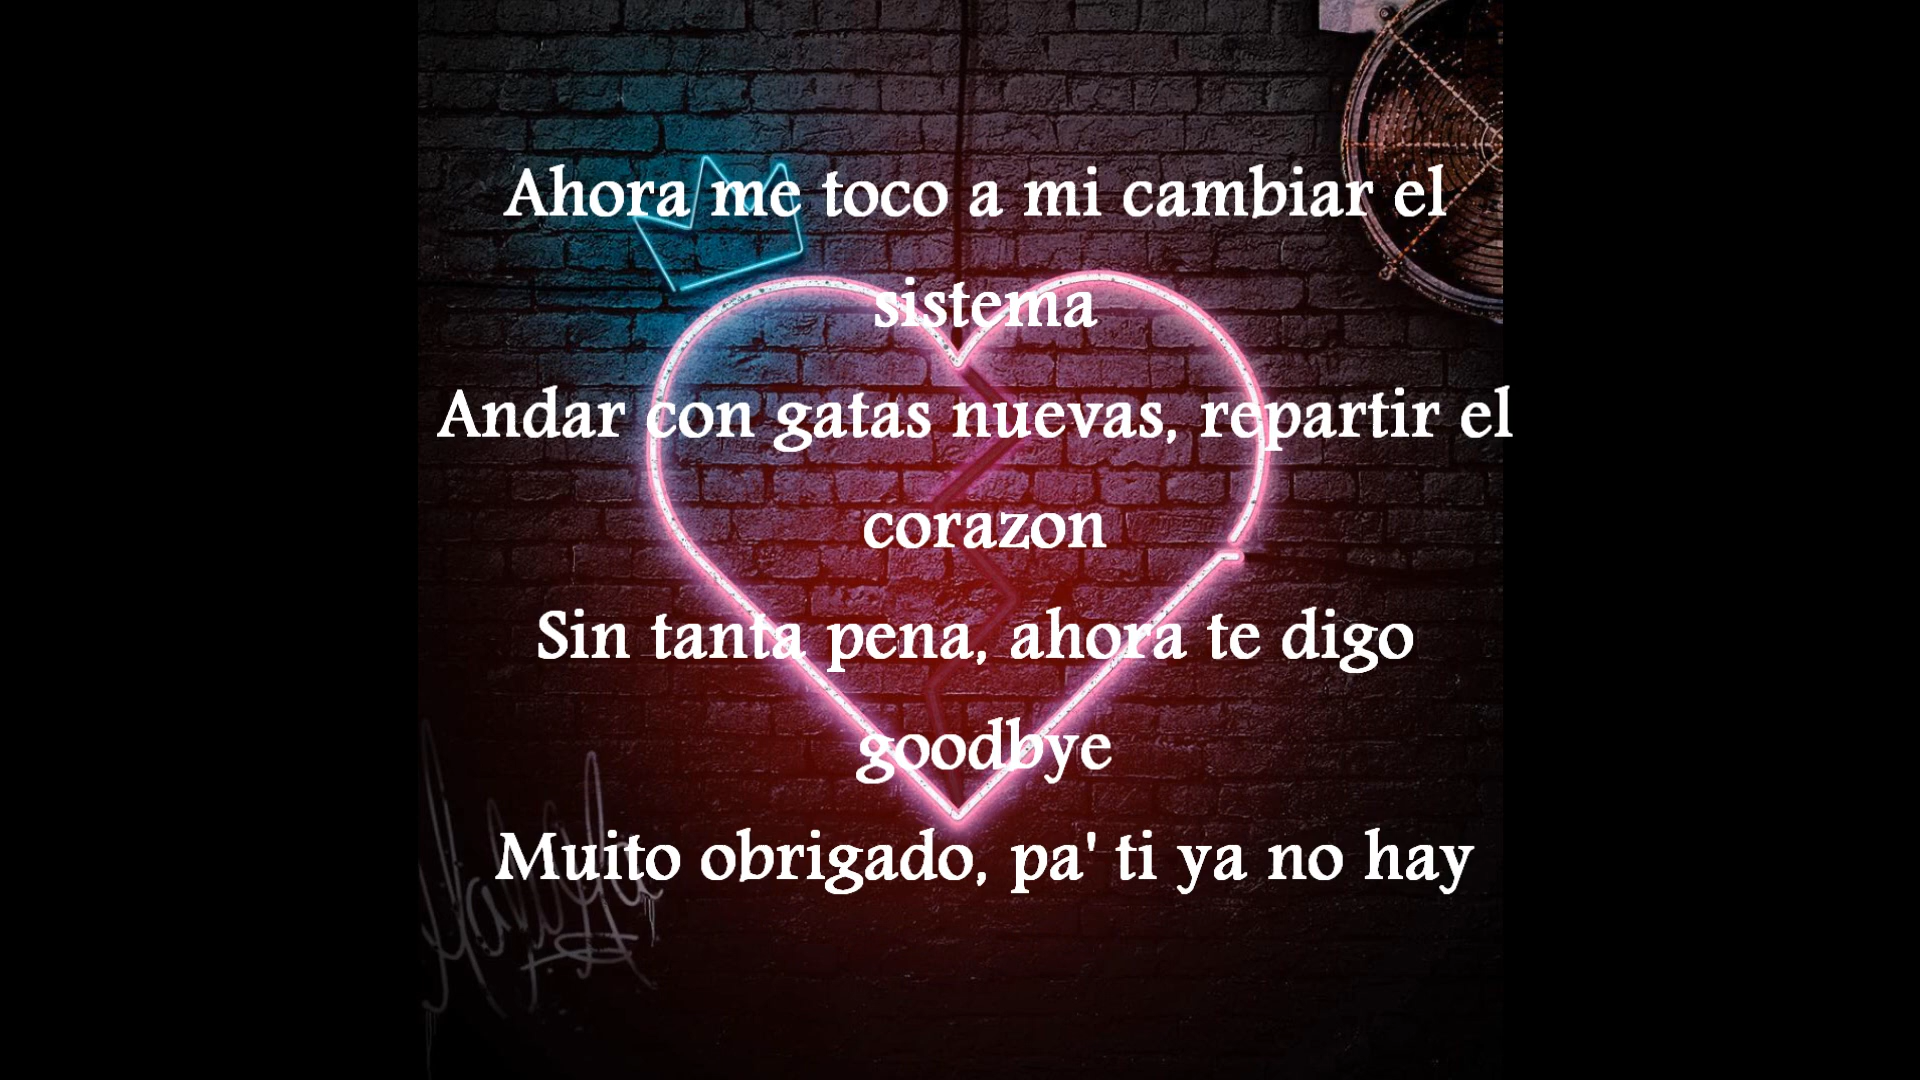 Ahora me toco a mi cambiar el
sistema
Andar con gatas nuevas, repartir el
corazon
Sin tanta pena, ahora te digo
goodbye
Muito obrigado, pa' ti ya no hay